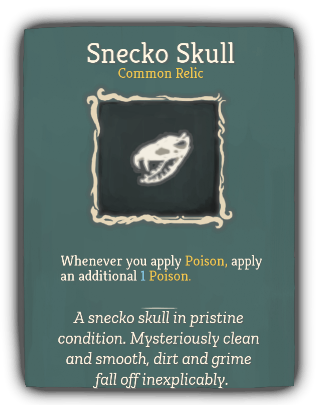 Snecko Skull
Common Relic
Whenever you apply Poison, apply
an additional 1 Poison.
A snecko skull in pristine
condition. Mysteriously clean
and smooth, dirt and grime
fall off inexplicably.